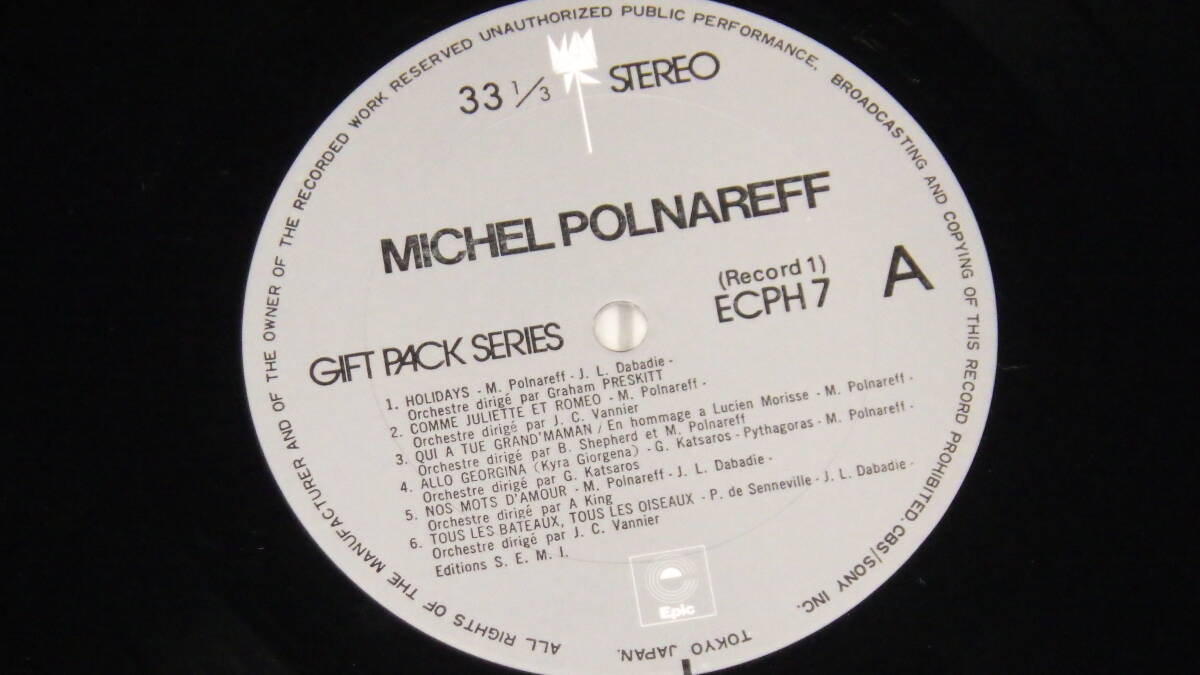 33 1/3 STEREO
MICHEL POLNAREFF
(Record 1)
ECPH 7
A
GIFT PACK SERIES
1. HOLIDAYS - M. Polnareff - J. L. Dabadie -
Orchestre dirigé par Graham PRESKITT
2. COMME JULIETTE ET ROMEO - M. Polnareff -
Orchestre dirigé par J. C. Vannier
3. QUI A TUE GRAND'MAMAN / En hommage a Lucien Morisse - M. Polnareff -
Orchestre dirigé par B. Shepherd et M. Polnareff
4. ALLO GEORGINA (Kyra Giorgena) - G. Katsaros - Pythagoras - M. Polnareff -
Orchestre dirigé par G. Katsaros
5. NOS MOTS D'AMOUR - M. Polnareff - J. L. Dabadie -
Orchestre dirigé par A King
6. TOUS LES BATEAUX, TOUS LES OISEAUX - P. de Senneville - J. L. Dabadie -
Orchestre dirigé par J. C. Vannier
Editions S. E. M. I.
Epic
ALL RIGHTS OF THE MANUFACTURER AND OF THE OWNER OF THE RECORDED WORK RESERVED UNAUTHORIZED PUBLIC PERFORMANCE. BROADCASTING AND COPYING OF THIS RECORD PROHIBITED. CBS/SONY INC. TOKYO JAPAN.